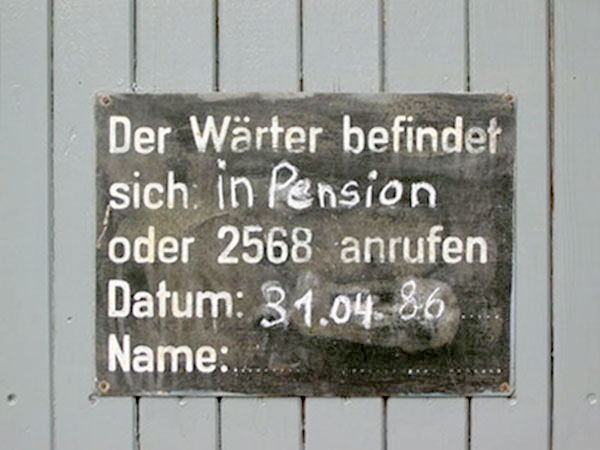 Der Wärter befindet
sich: in Pension
oder 2568 anrufen
Datum: 31.04.86 ....
Name:....................